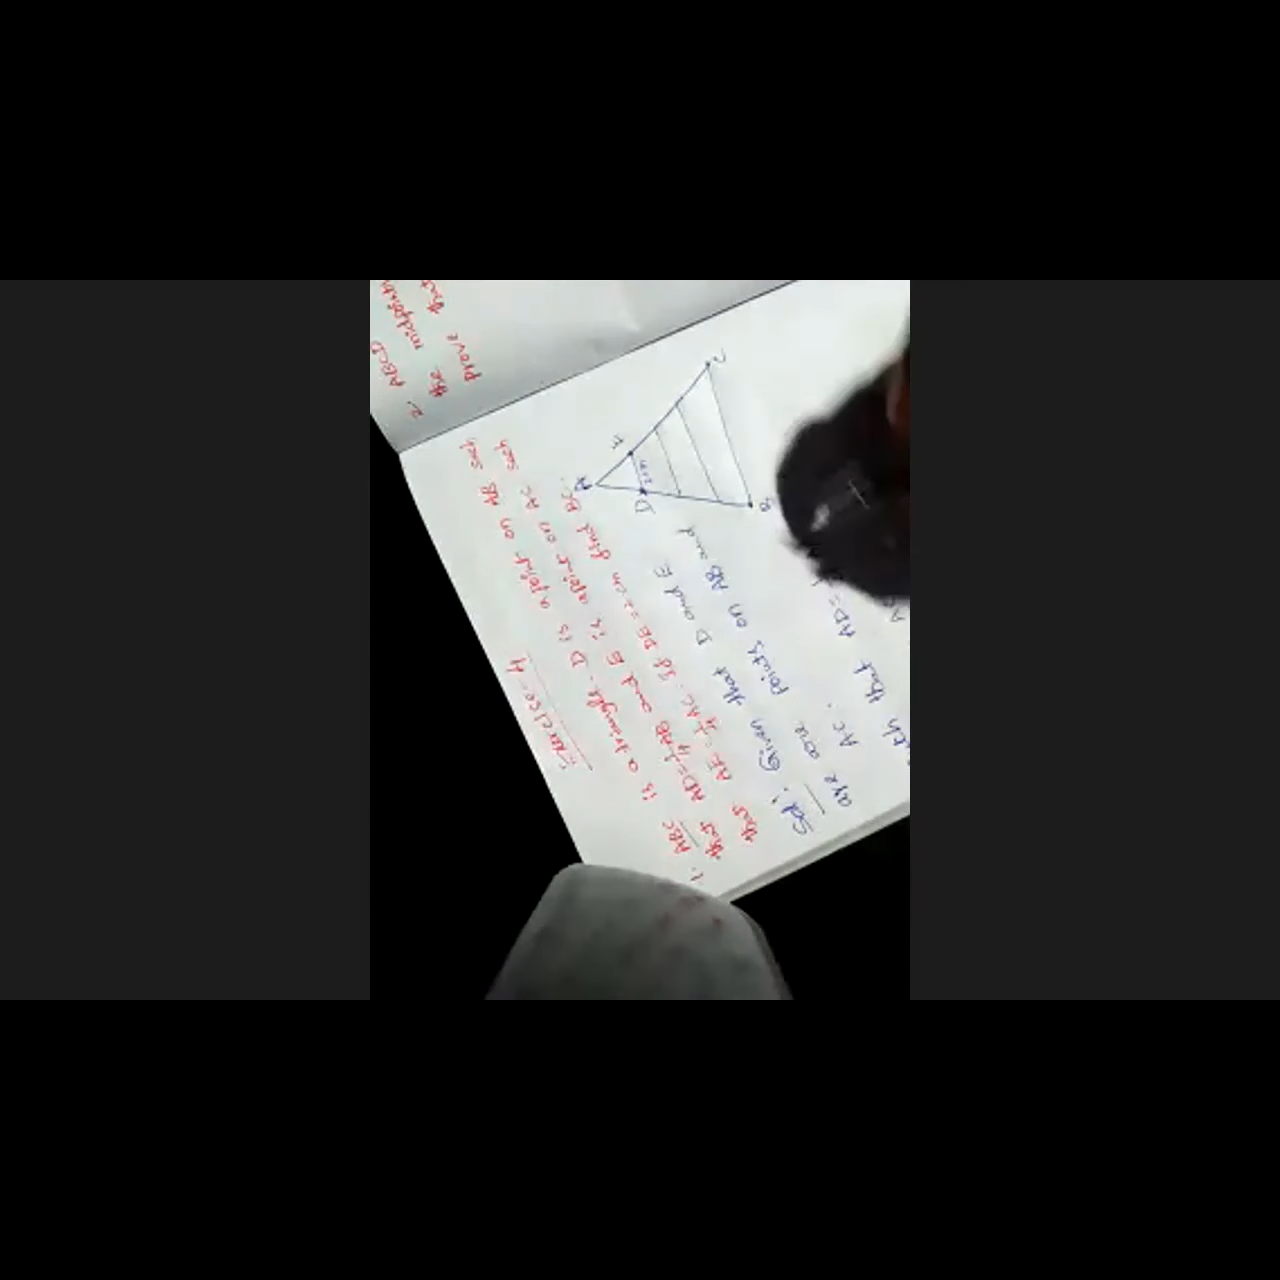 Exercise - 4
1. ABC is a triangle. D is a point on AB such
that AD = 1/4 AB and E is a point on AC such
that AE = 1/4 AC. If DE = 2 cm find BC.
Sol: Given that D and E
are points on AB and
AC.
that AD =
A
E
D
2cm
C
B
2. ABCD
the midpoints
prove that